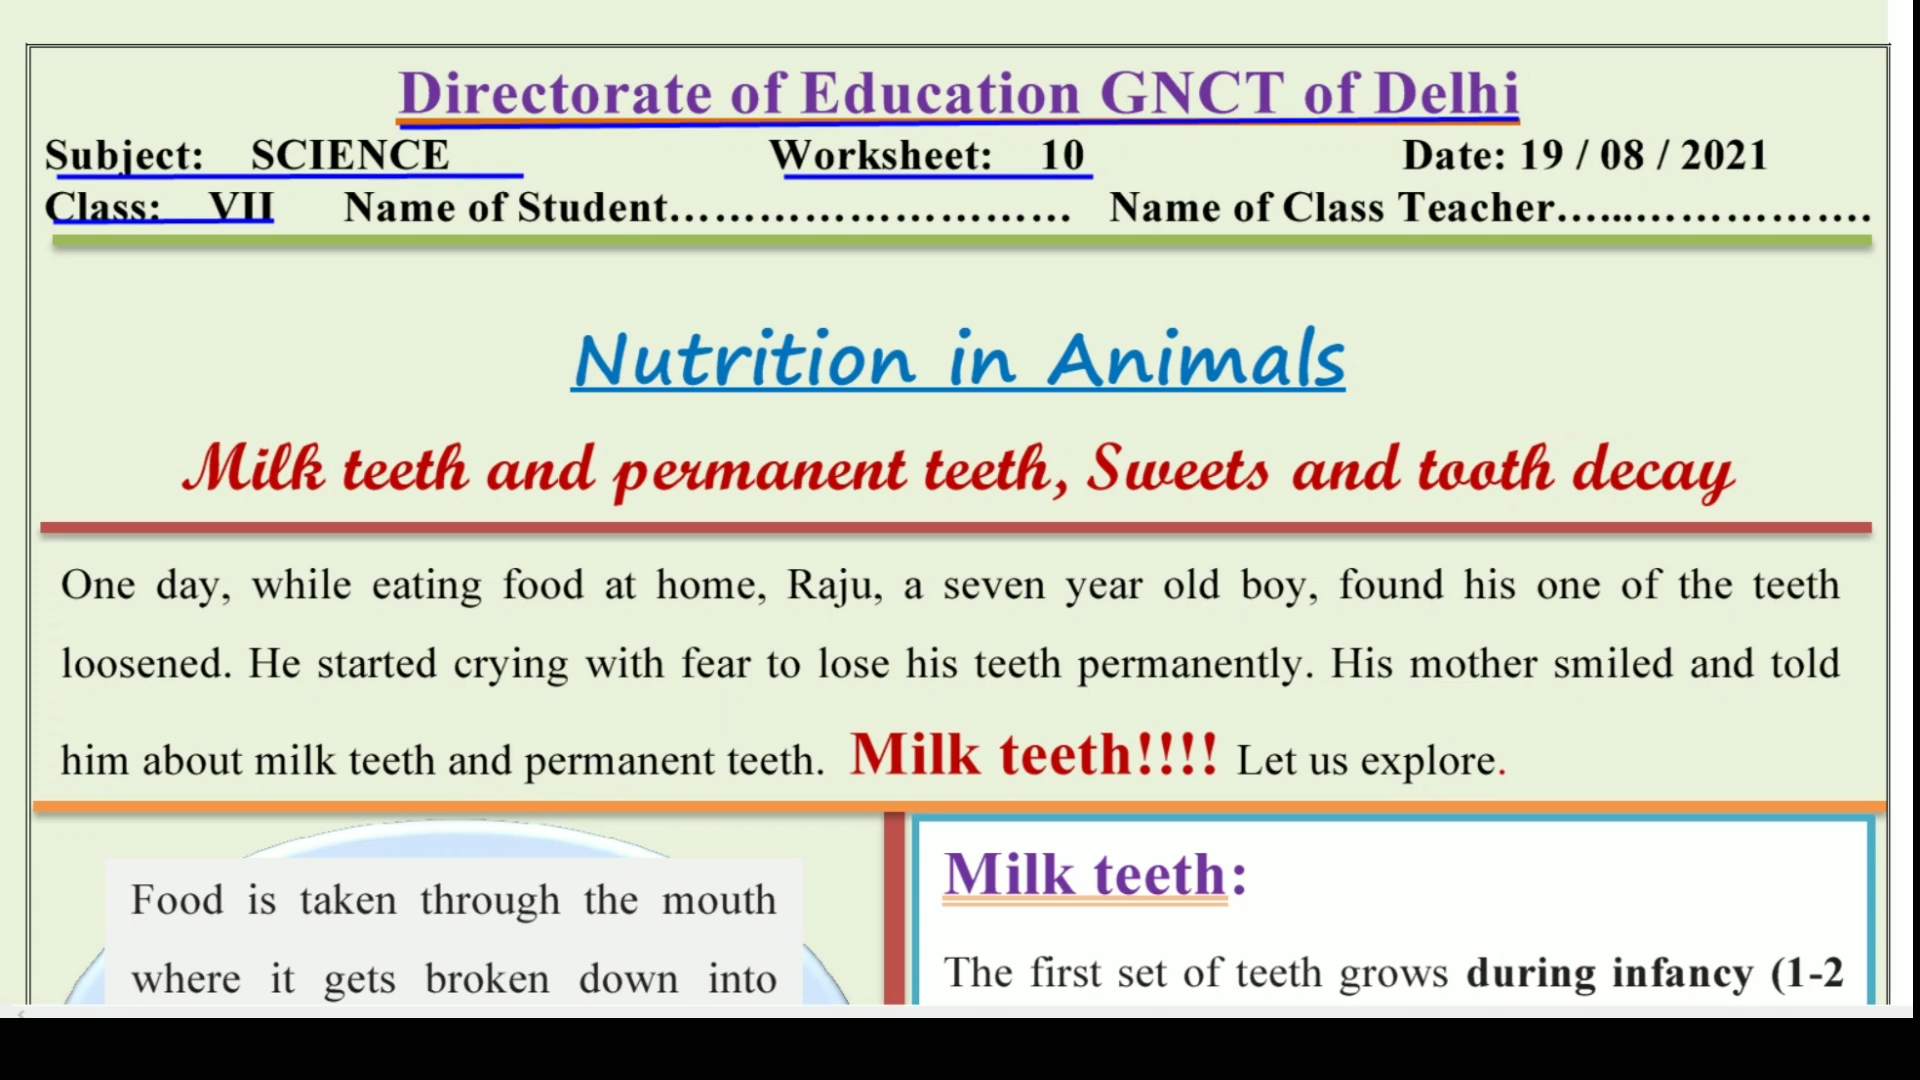 Directorate of Education GNCT of Delhi
Subject: SCIENCE Worksheet: 10 Date: 19 / 08 / 2021
Class: VII Name of Student........................... Name of Class Teacher.....................
Nutrition in Animals
Milk teeth and permanent teeth, Sweets and tooth decay
One day, while eating food at home, Raju, a seven year old boy, found his one of the teeth
loosened. He started crying with fear to lose his teeth permanently. His mother smiled and told
him about milk teeth and permanent teeth. Milk teeth!!!! Let us explore.
Food is taken through the mouth
where it gets broken down into
Milk teeth:
The first set of teeth grows during infancy (1-2